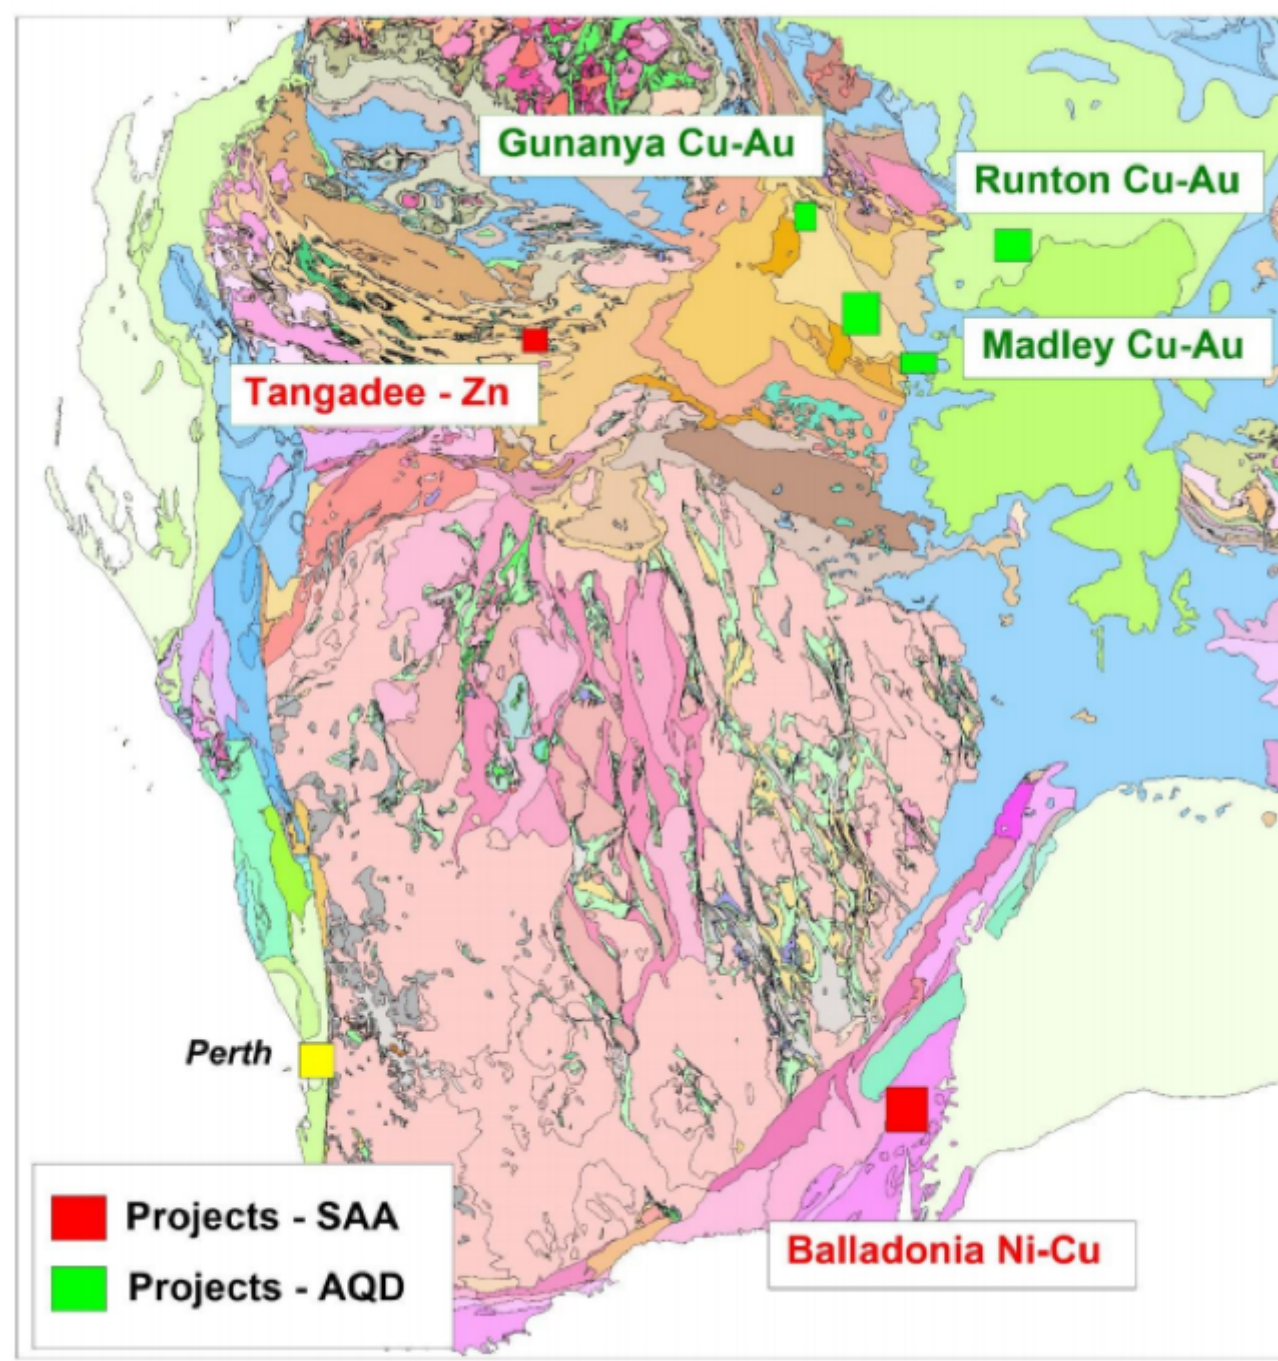 Gunanya Cu-Au
Runton Cu-Au
Madley Cu-Au
Tangadee - Zn
Perth
Projects - SAA
Projects - AQD
Balladonia Ni-Cu